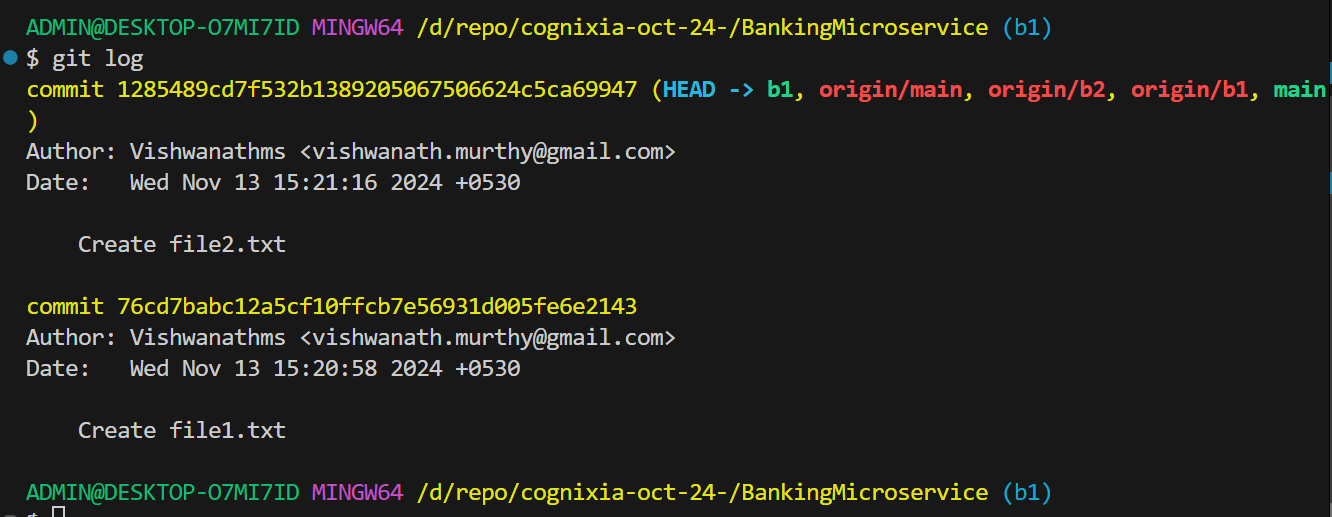 ADMIN@DESKTOP-O7MI7ID MINGW64 /d/repo/cognixia-oct-24-/BankingMicroservice (b1)
$ git log
commit 1285489cd7f532b1389205067506624c5ca69947 (HEAD -> b1, origin/main, origin/b2, origin/b1, main
)
Author: Vishwanathms <vishwanath.murthy@gmail.com>
Date:   Wed Nov 13 15:21:16 2024 +0530
    Create file2.txt
commit 76cd7babc12a5cf10ffcb7e56931d005fe6e2143
Author: Vishwanathms <vishwanath.murthy@gmail.com>
Date:   Wed Nov 13 15:20:58 2024 +0530
    Create file1.txt
ADMIN@DESKTOP-O7MI7ID MINGW64 /d/repo/cognixia-oct-24-/BankingMicroservice (b1)
$